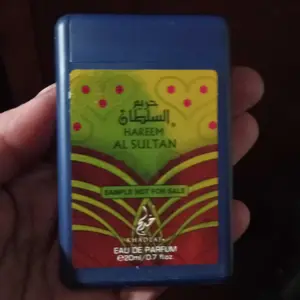 حريم
السلطان
HAREEM
AL SULTAN
SAMPLE NOT FOR SALE
KHADLAJ
EAU DE PARFUM
℮20ml/0.7 fl.oz.